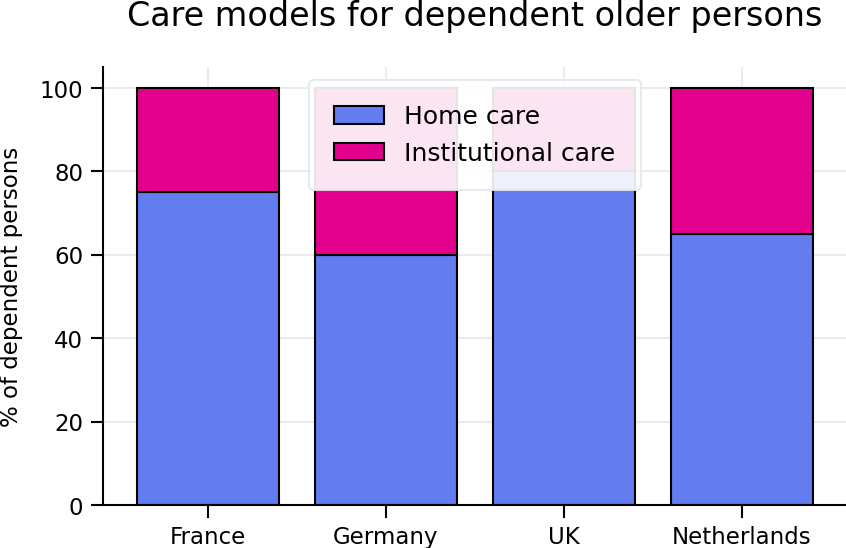 Care models for dependent older persons
% of dependent persons
100
80
60
40
20
0
Home care
Institutional care
France
Germany
UK
Netherlands